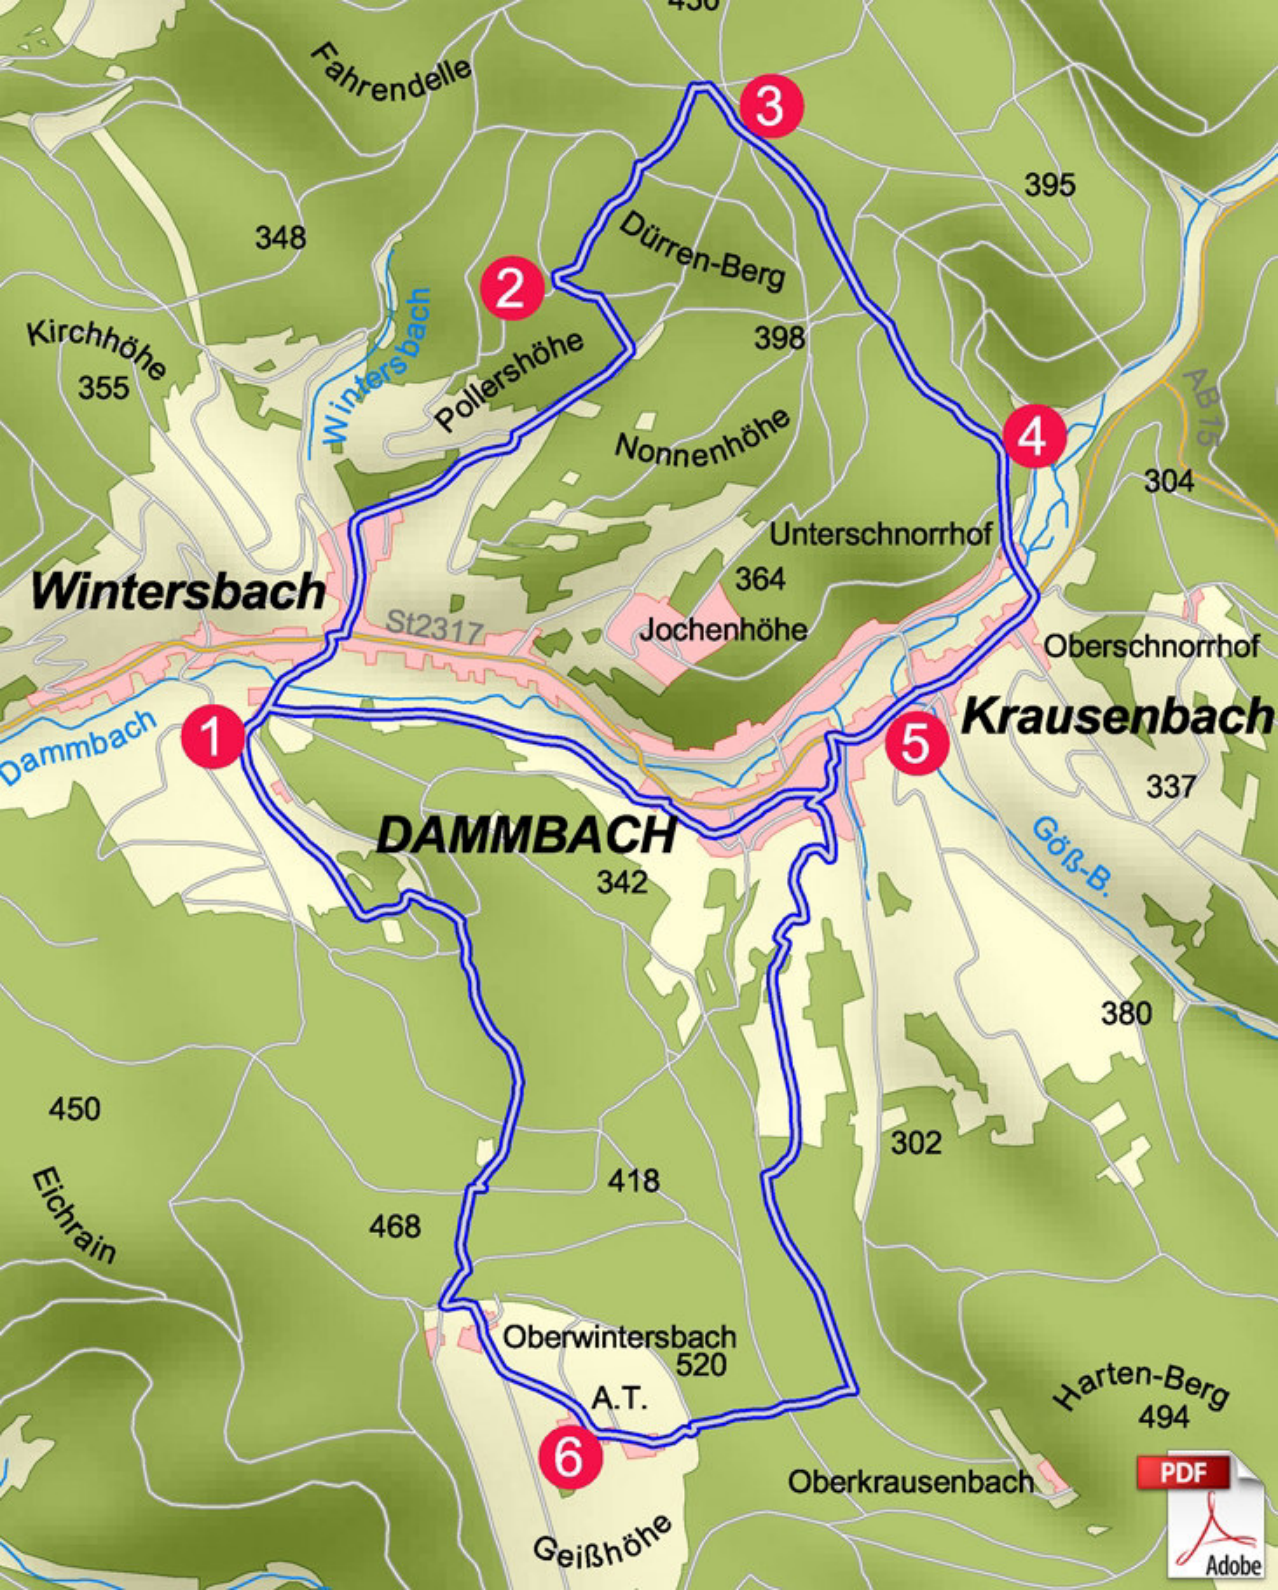 430
Fahrendelle
3
395
348
Dürren-Berg
2
Wintersbach
Kirchhöhe
355
398
Pollershöhe
AB 15
Nonnenhöhe
4
304
Unterschnorrhof
364
Wintersbach
St2317
Jochenhöhe
Oberschnorrhof
Dammbach
1
Krausenbach
5
337
DAMMBACH
Göß-B.
342
380
450
302
418
Eichrain
468
Oberwintersbach
520
A.T.
Harten-Berg
494
6
Oberkrausenbach
PDF
Geißhöhe
Adobe